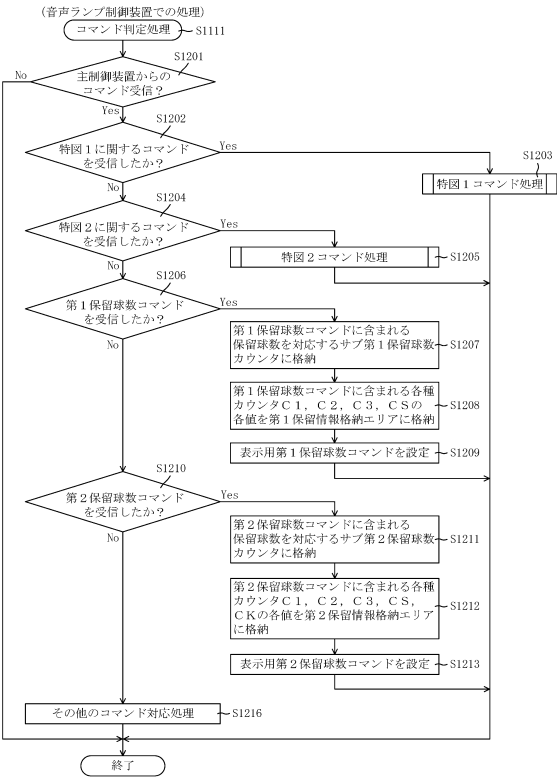 (音声ランプ制御装置での処理)
コマンド判定処理
S1111
S1201
No
主制御装置からの
コマンド受信？
Yes
S1202
特図１に関するコマンド
を受信したか？
Yes
S1203
特図１コマンド処理
No
S1204
特図２に関するコマンド
を受信したか？
Yes
特図２コマンド処理
S1205
No
S1206
第１保留球数コマンド
を受信したか？
Yes
No
第１保留球数コマンドに含まれる
保留球数を対応するサブ第１保留球数
カウンタに格納
S1207
第１保留球数コマンドに含まれる各種
カウンタＣ１，Ｃ２，Ｃ３，ＣＳの
各値を第１保留情報格納エリアに格納
S1208
表示用第１保留球数コマンドを設定
S1209
S1210
第２保留球数コマンド
を受信したか？
Yes
No
第２保留球数コマンドに含まれる
保留球数を対応するサブ第２保留球数
カウンタに格納
S1211
第２保留球数コマンドに含まれる各種
カウンタＣ１，Ｃ２，Ｃ３，ＣＳ，
ＣＫの各値を第２保留情報格納エリア
に格納
S1212
表示用第２保留球数コマンドを設定
S1213
その他のコマンド対応処理
S1216
終了